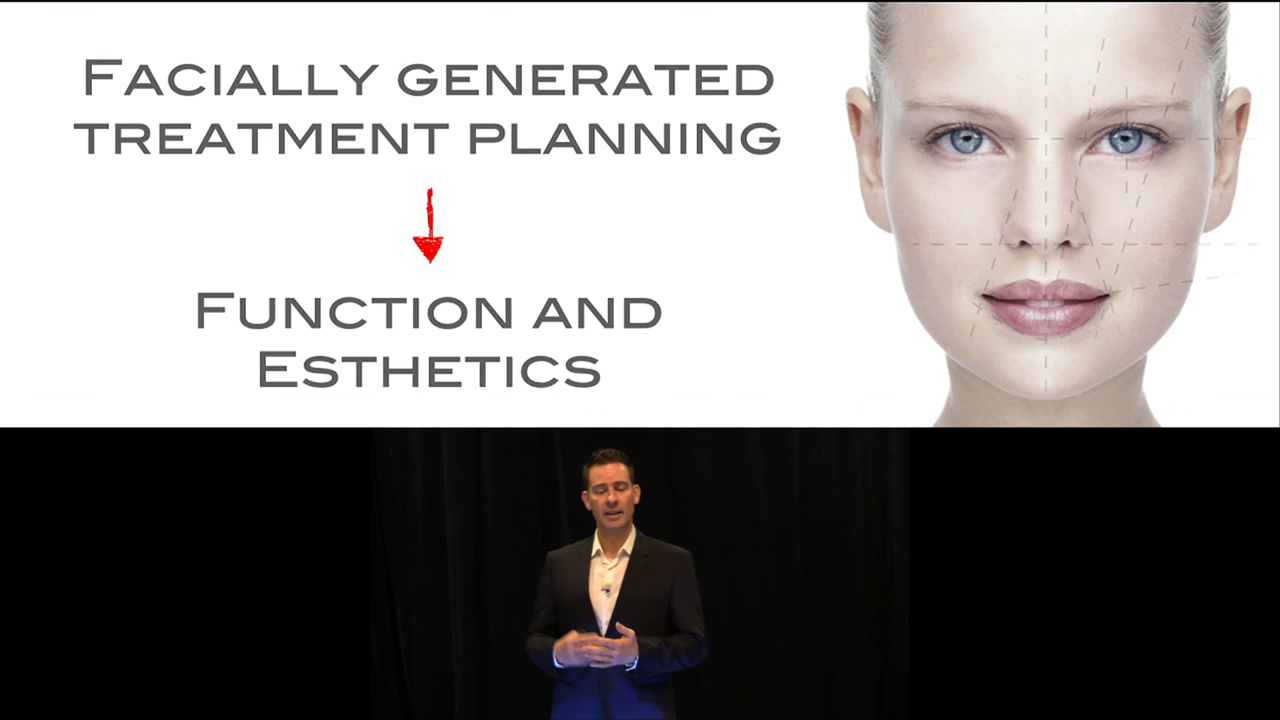 Facially generated
treatment planning
Function and
Esthetics